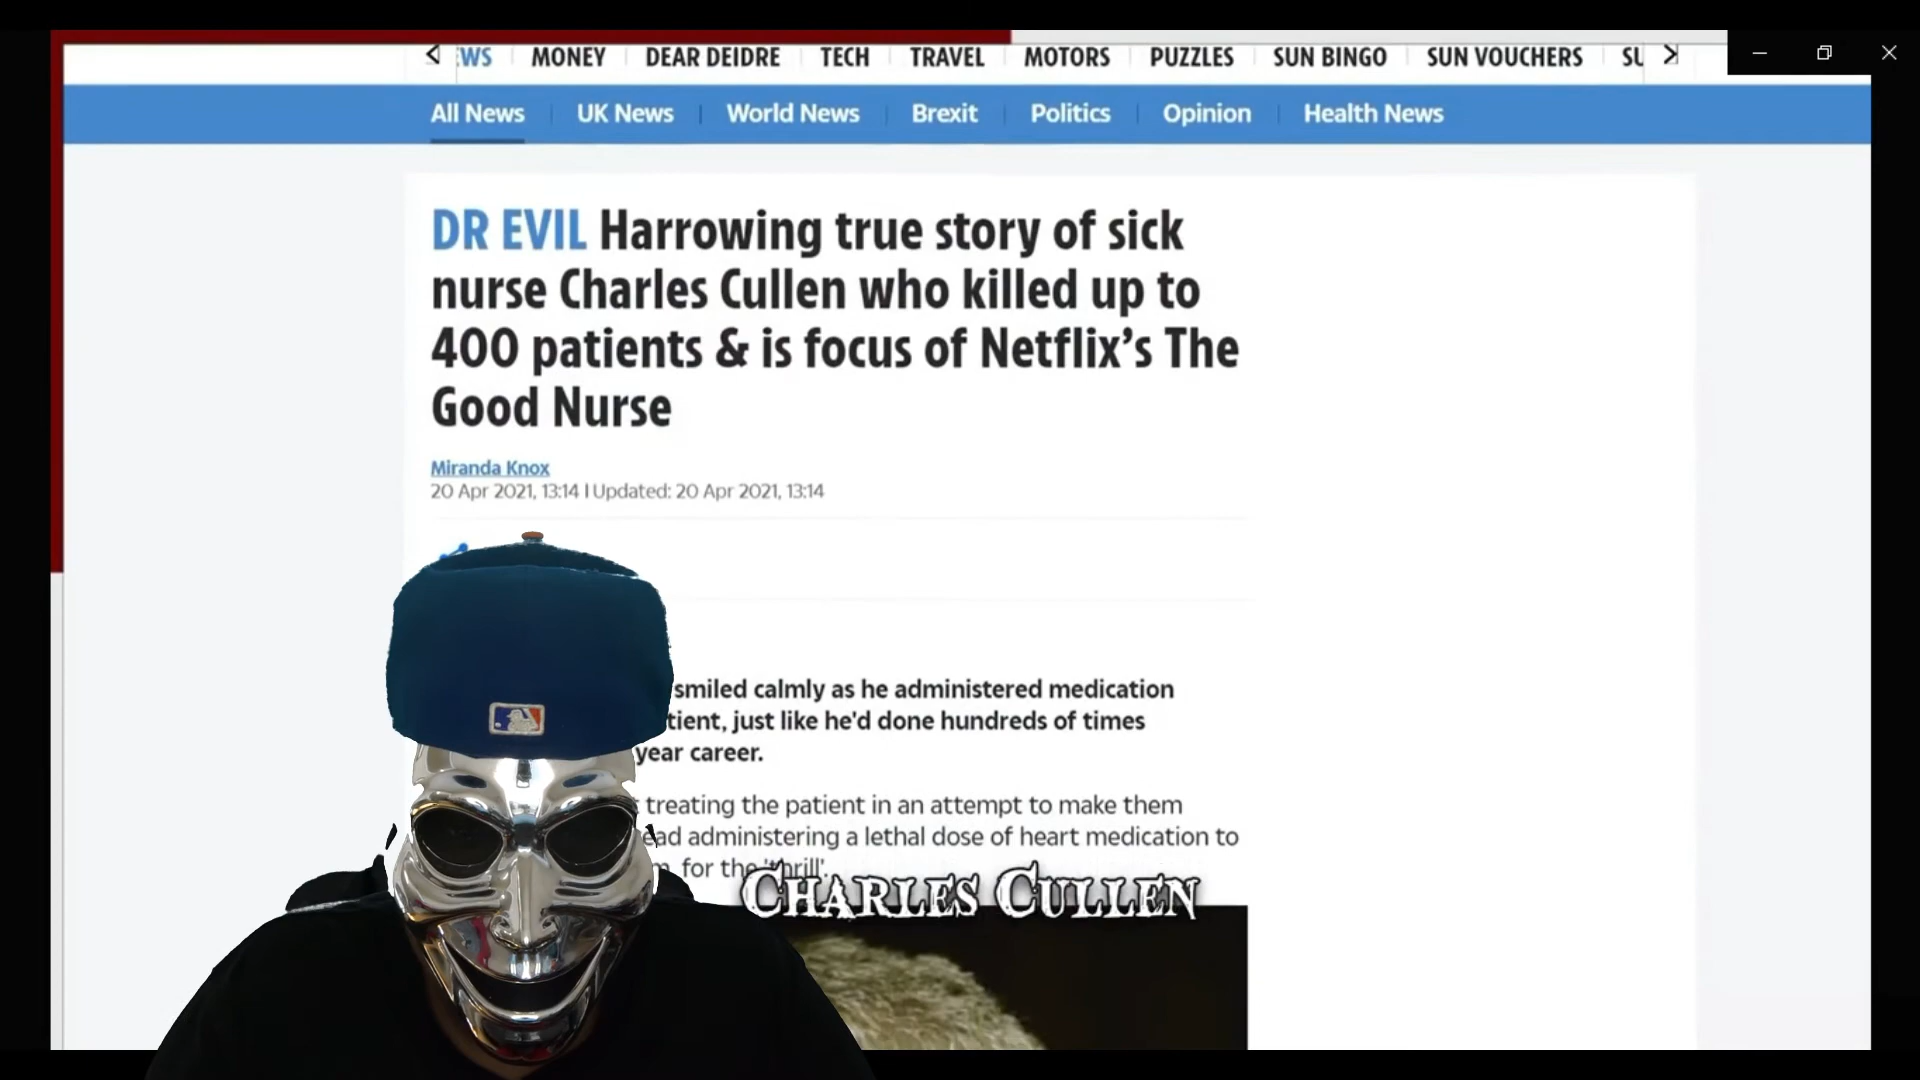 EWS MONEY DEAR DEIDRE TECH TRAVEL MOTORS PUZZLES SUN BINGO SUN VOUCHERS
All News UK News World News Brexit Politics Opinion Health News
DR EVIL Harrowing true story of sick
nurse Charles Cullen who killed up to
400 patients & is focus of Netflix’s The
Good Nurse
Miranda Knox
20 Apr 2021, 13:14 | Updated: 20 Apr 2021, 13:14
smiled calmly as he administered medication
tient, just like he'd done hundreds of times
year career.
treating the patient in an attempt to make them
ead administering a lethal dose of heart medication to
for the 'thrill'.
CHARLES CULLEN